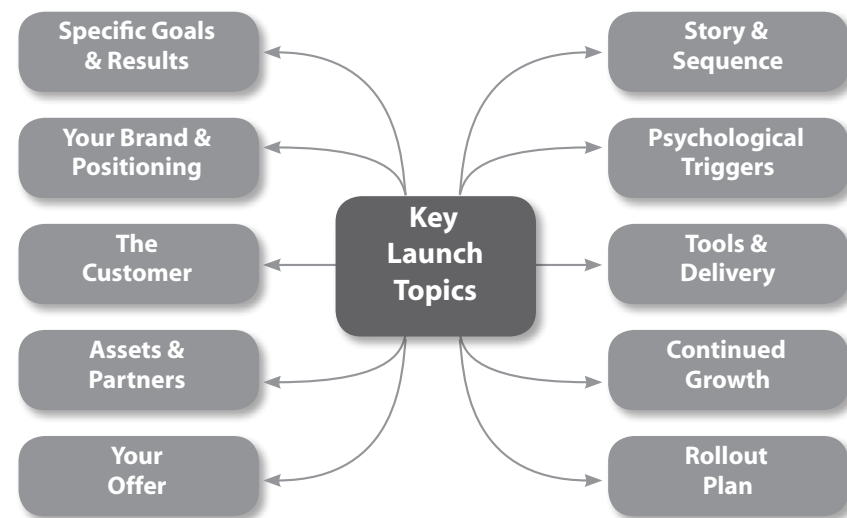 Specific Goals
& Results
Your Brand &
Positioning
The
Customer
Assets &
Partners
Your
Offer
Key
Launch
Topics
Story &
Sequence
Psychological
Triggers
Tools &
Delivery
Continued
Growth
Rollout
Plan